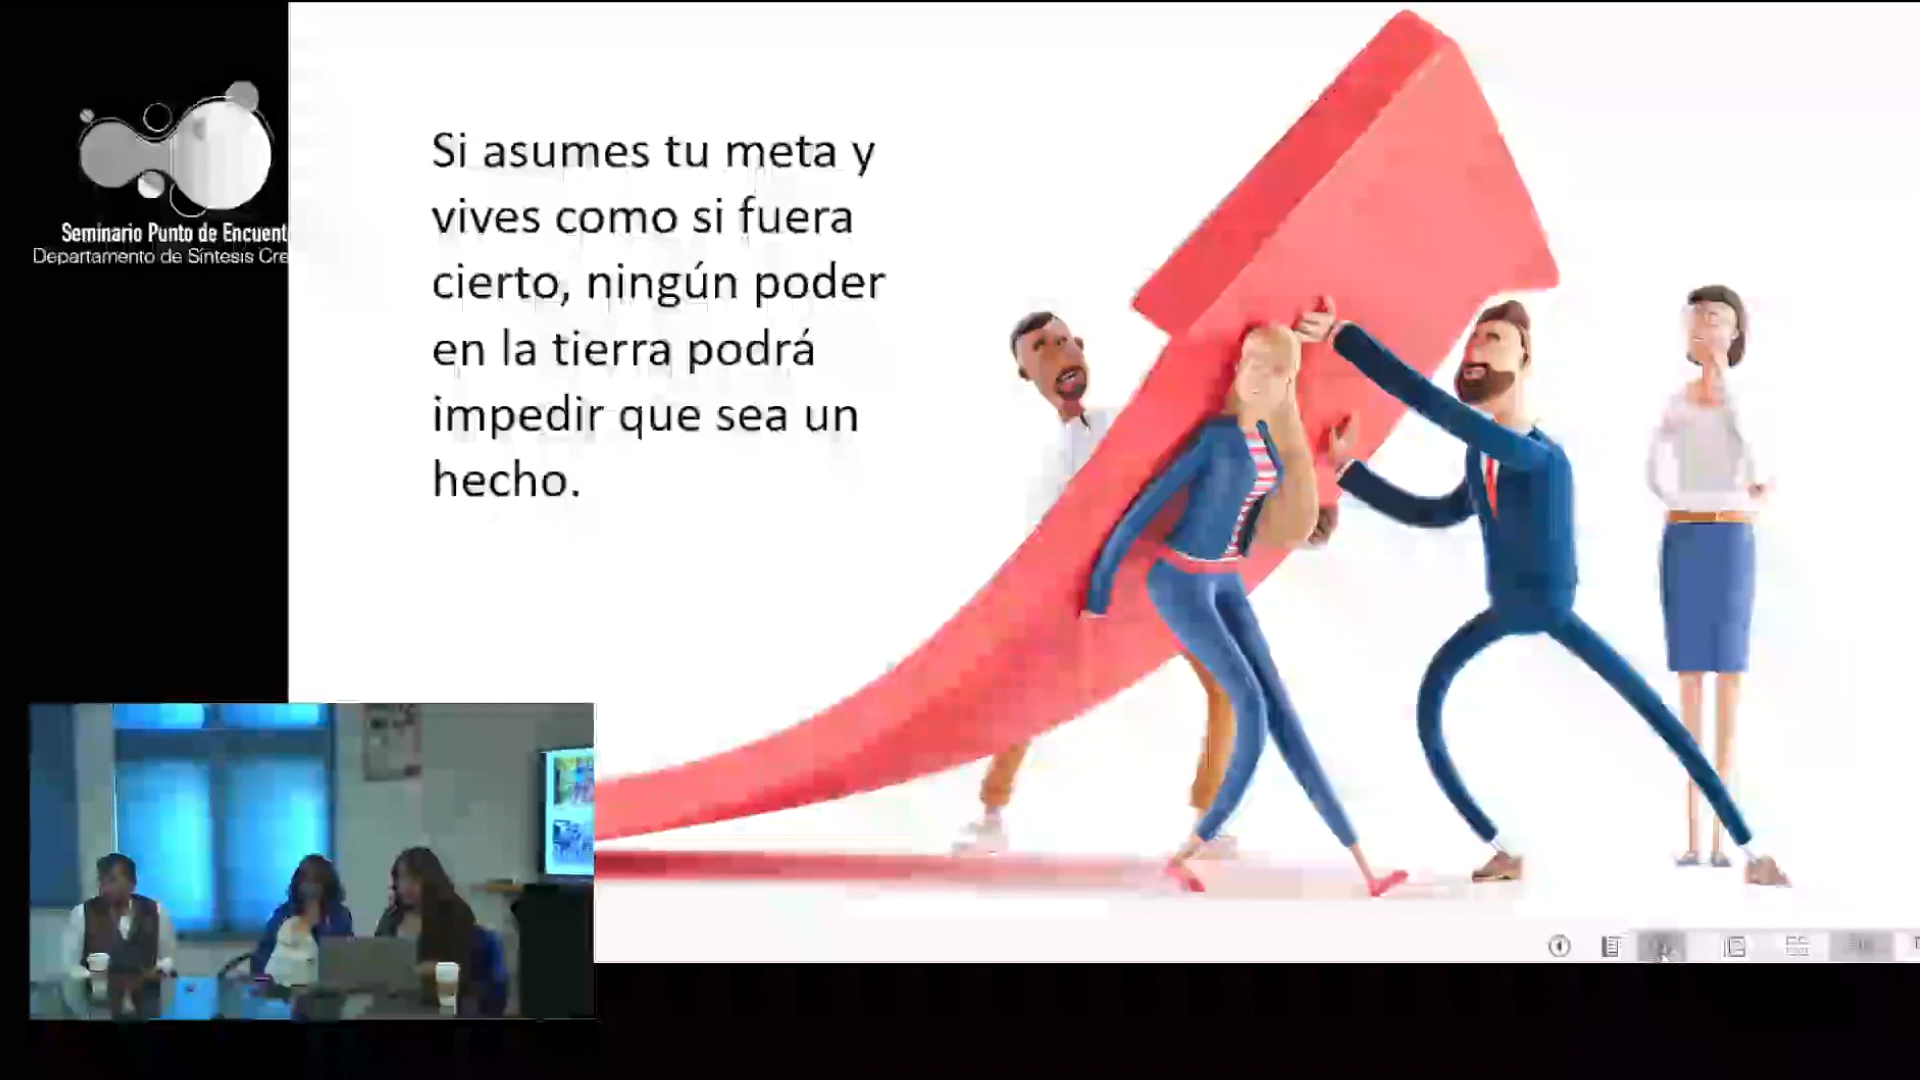 Seminario Punto de Encuent
Departamento de Síntesis Cre
Si asumes tu meta y
vives como si fuera
cierto, ningún poder
en la tierra podrá
impedir que sea un
hecho.